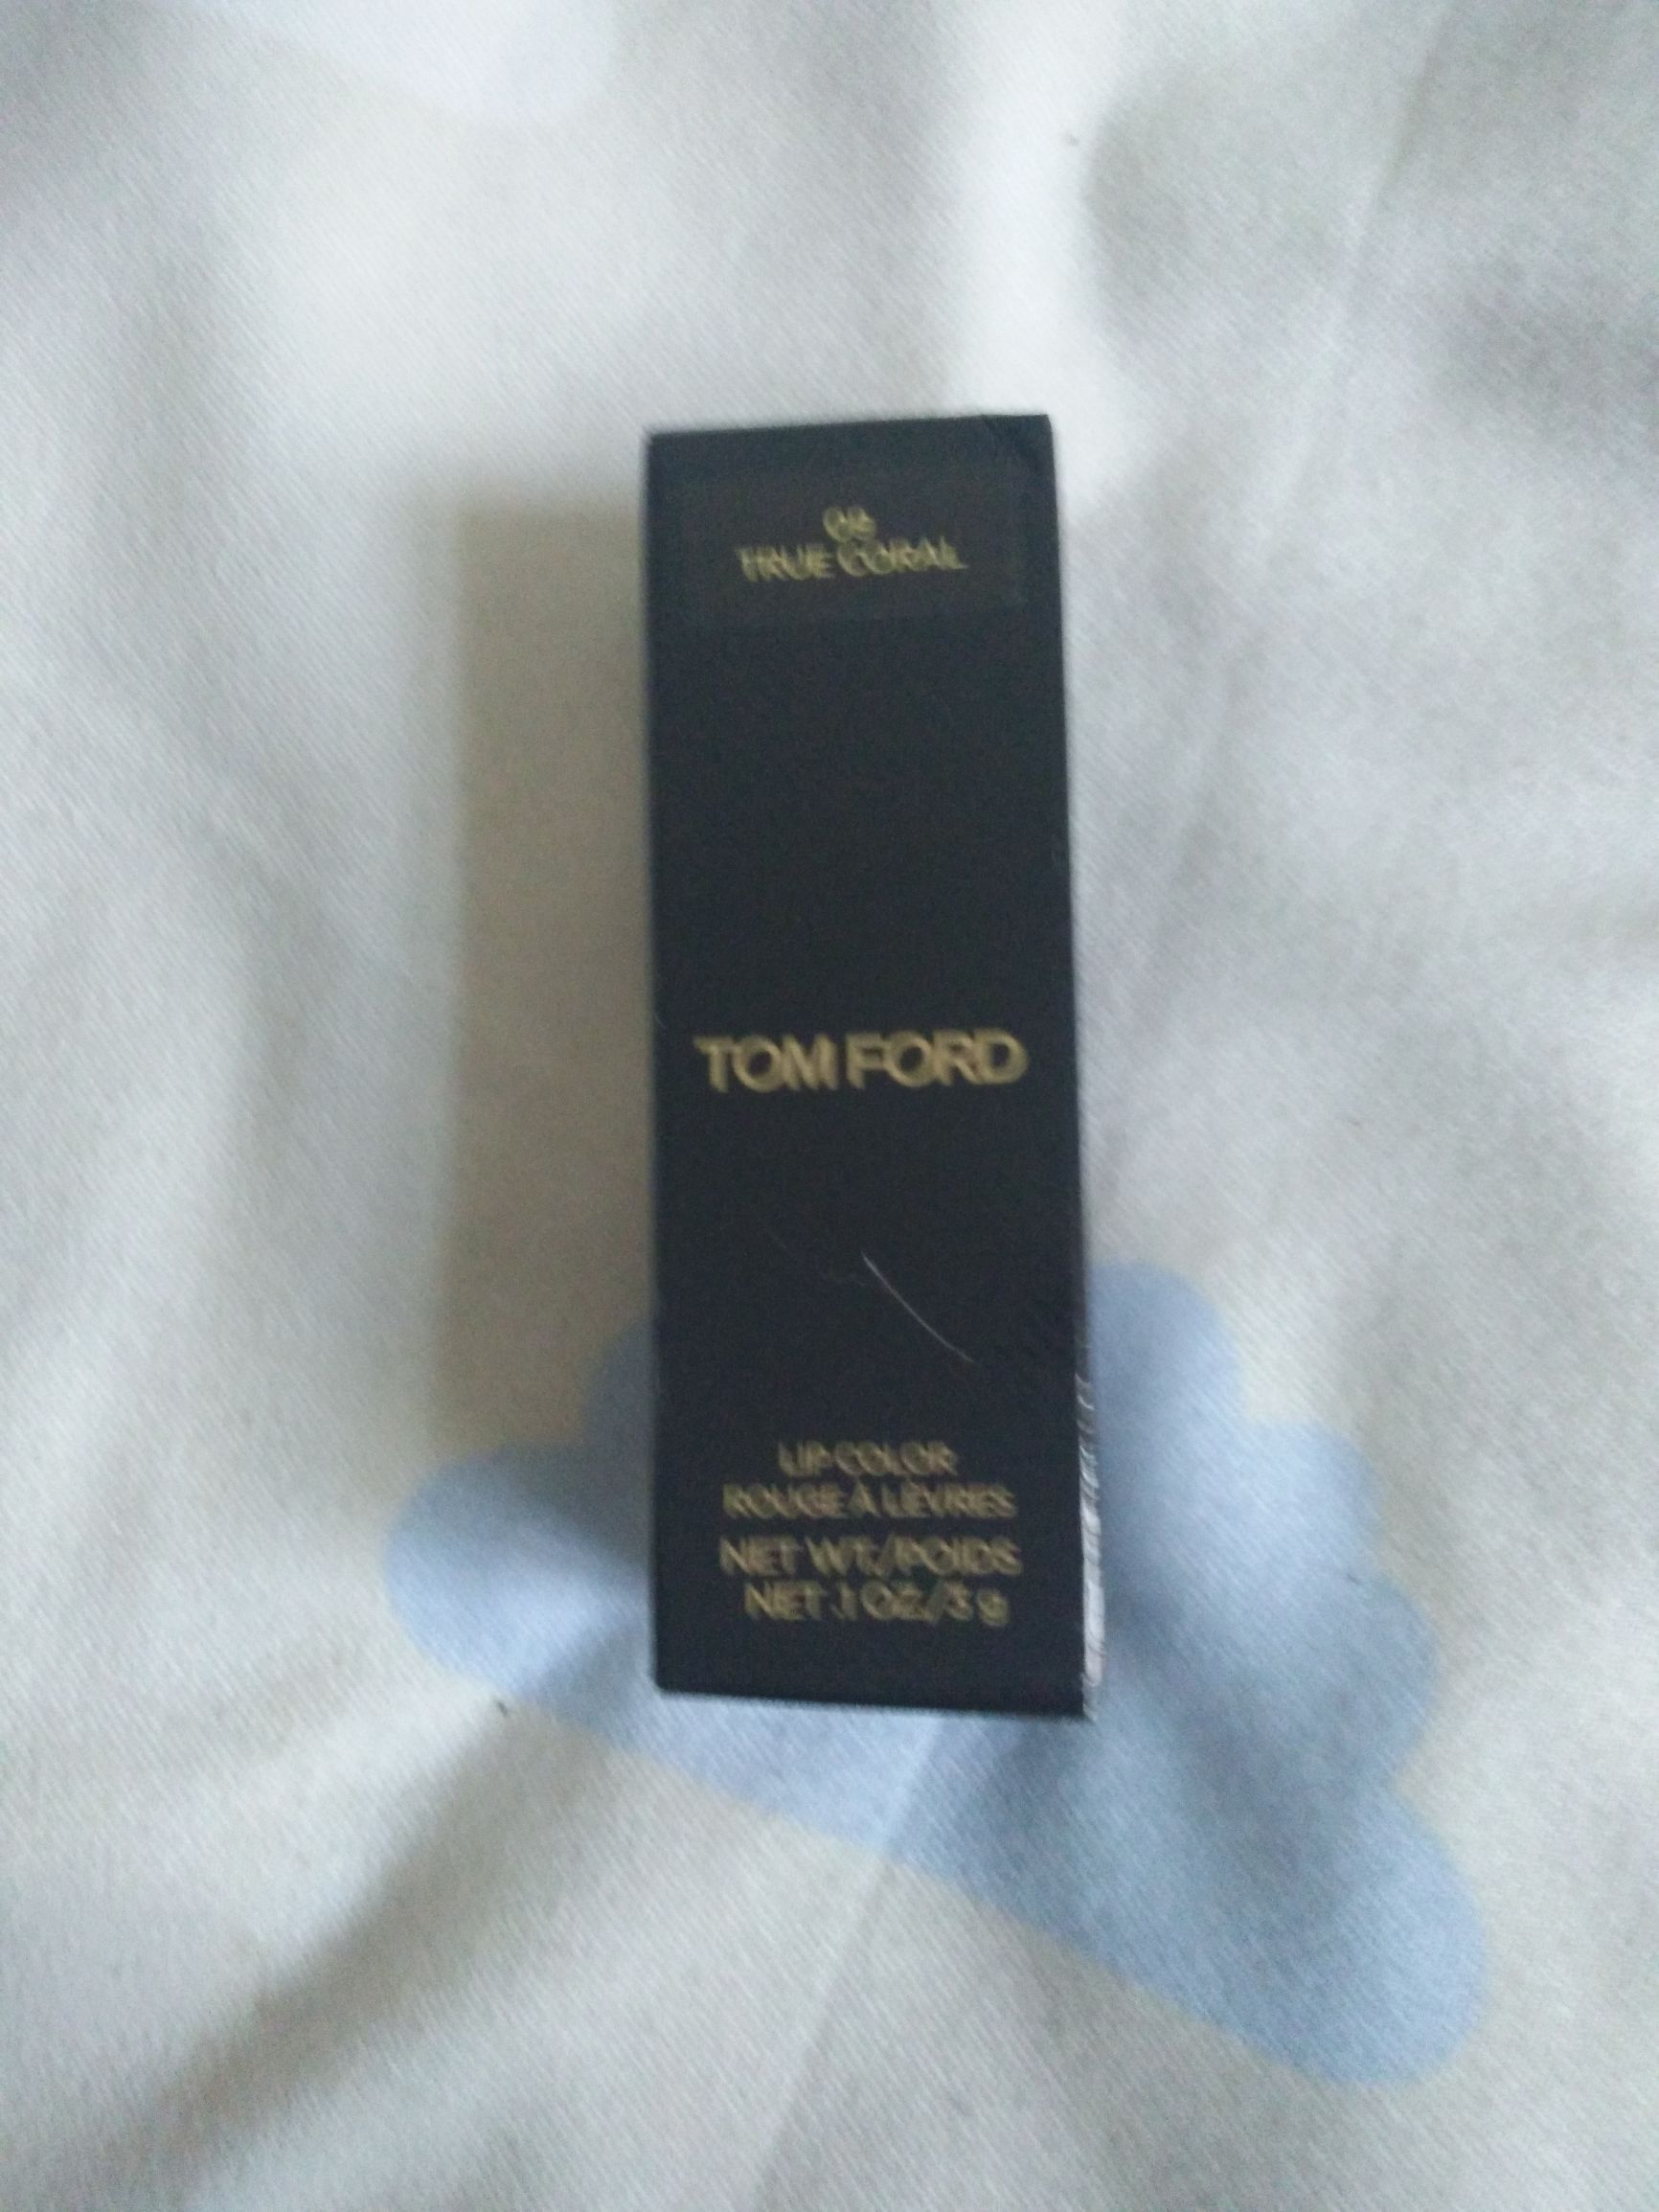 TRUE CORAL
TOM FORD
LIP COLOR
ROUGE À LÈVRES
NET WT./POIDS
NET .1 OZ./3 g